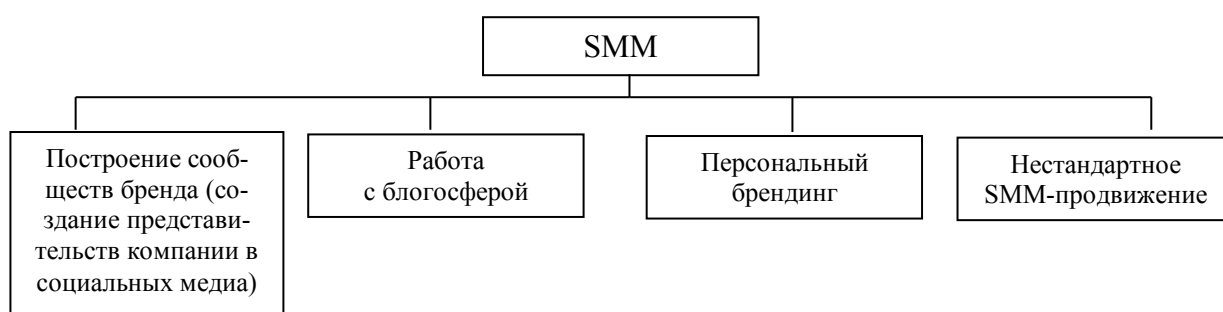 SMM
Построение сооб-
ществ бренда (со-
здание представи-
тельств компании в
социальных медиа)
Работа
с блогосферой
Персональный
брендинг
Нестандартное
SMM-продвижение